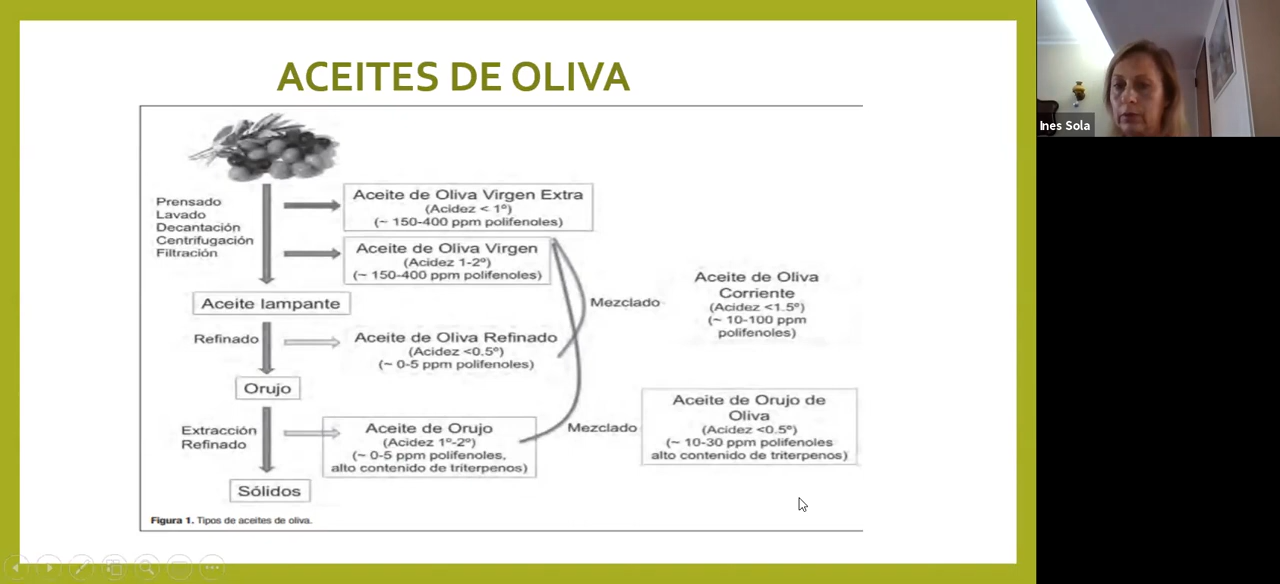 ACEITES DE OLIVA
Ines Sola
Prensado
Lavado
Decantación
Centrifugación
Filtración
Aceite de Oliva Virgen Extra
(Acidez < 1º)
(~ 150-400 ppm polifenoles)
Aceite de Oliva Virgen
(Acidez 1-2º)
(~ 150-400 ppm polifenoles)
Aceite lampante
Mezclado
Aceite de Oliva
Corriente
(Acidez <1.5º)
(~ 10-100 ppm
polifenoles)
Refinado
Aceite de Oliva Refinado
(Acidez <0.5º)
(~ 0-5 ppm polifenoles)
Orujo
Extracción
Refinado
Aceite de Orujo
(Acidez 1º-2º)
(~ 0-5 ppm polifenoles,
alto contenido de triterpenos)
Mezclado
Aceite de Orujo de
Oliva
(Acidez <0.5º)
(~ 10-30 ppm polifenoles
alto contenido de triterpenos)
Sólidos
Figura 1. Tipos de aceites de oliva.